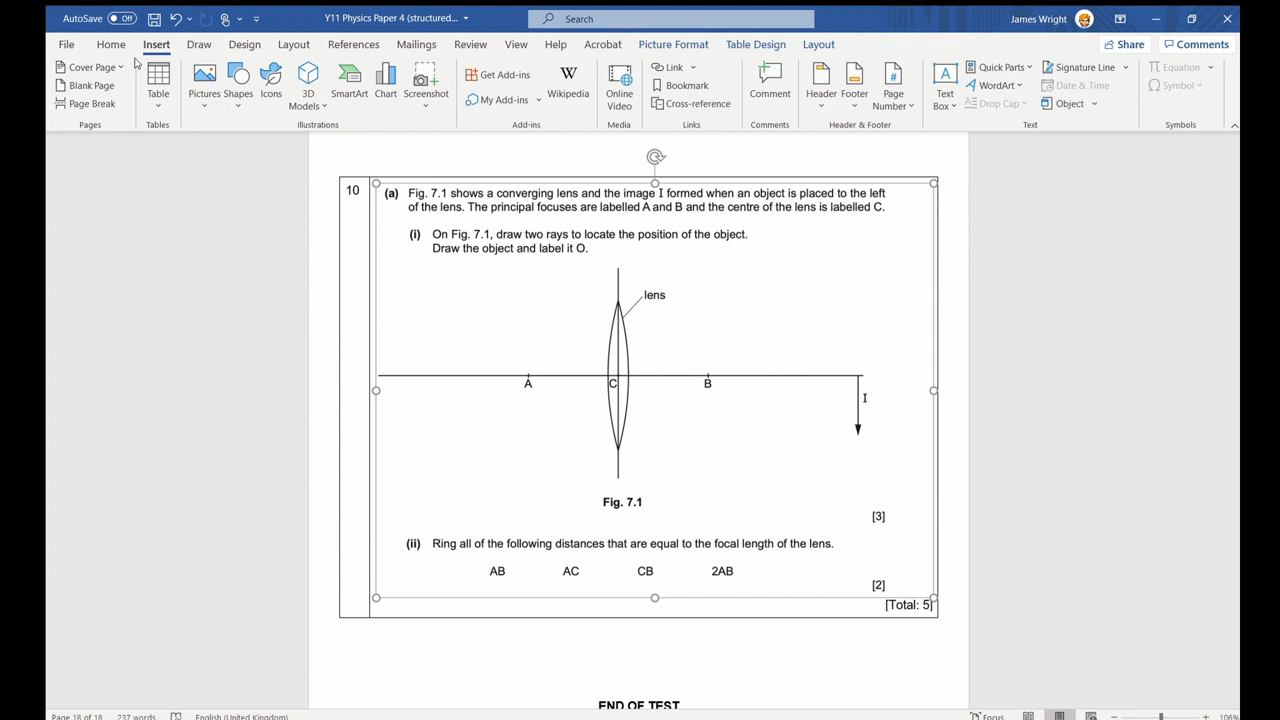 AutoSave Off Y11 Physics Paper 4 (structured... Search James Wright
File Home Insert Draw Design Layout References Mailings Review View Help Acrobat Picture Format Table Design Layout Share Comments
Cover Page
Blank Page
Page Break
Pages
Table
Tables
Pictures Shapes Icons 3D Models SmartArt Chart Screenshot
Illustrations
Get Add-ins
My Add-ins
Wikipedia
Add-ins
Online Video
Media
Link
Bookmark
Cross-reference
Links
Comment
Comments
Header Footer Page Number
Header & Footer
Text Box
Quick Parts
WordArt
Drop Cap
Signature Line
Date & Time
Object
Text
Equation
Symbol
Symbols
10
(a) Fig. 7.1 shows a converging lens and the image I formed when an object is placed to the left
of the lens. The principal focuses are labelled A and B and the centre of the lens is labelled C.
(i) On Fig. 7.1, draw two rays to locate the position of the object.
Draw the object and label it O.
lens
A C B
I
Fig. 7.1
[3]
(ii) Ring all of the following distances that are equal to the focal length of the lens.
AB AC CB 2AB
[2]
[Total: 5]
END OF TEST
Page 18 of 18 237 words English (United Kingdom) Focus 106%